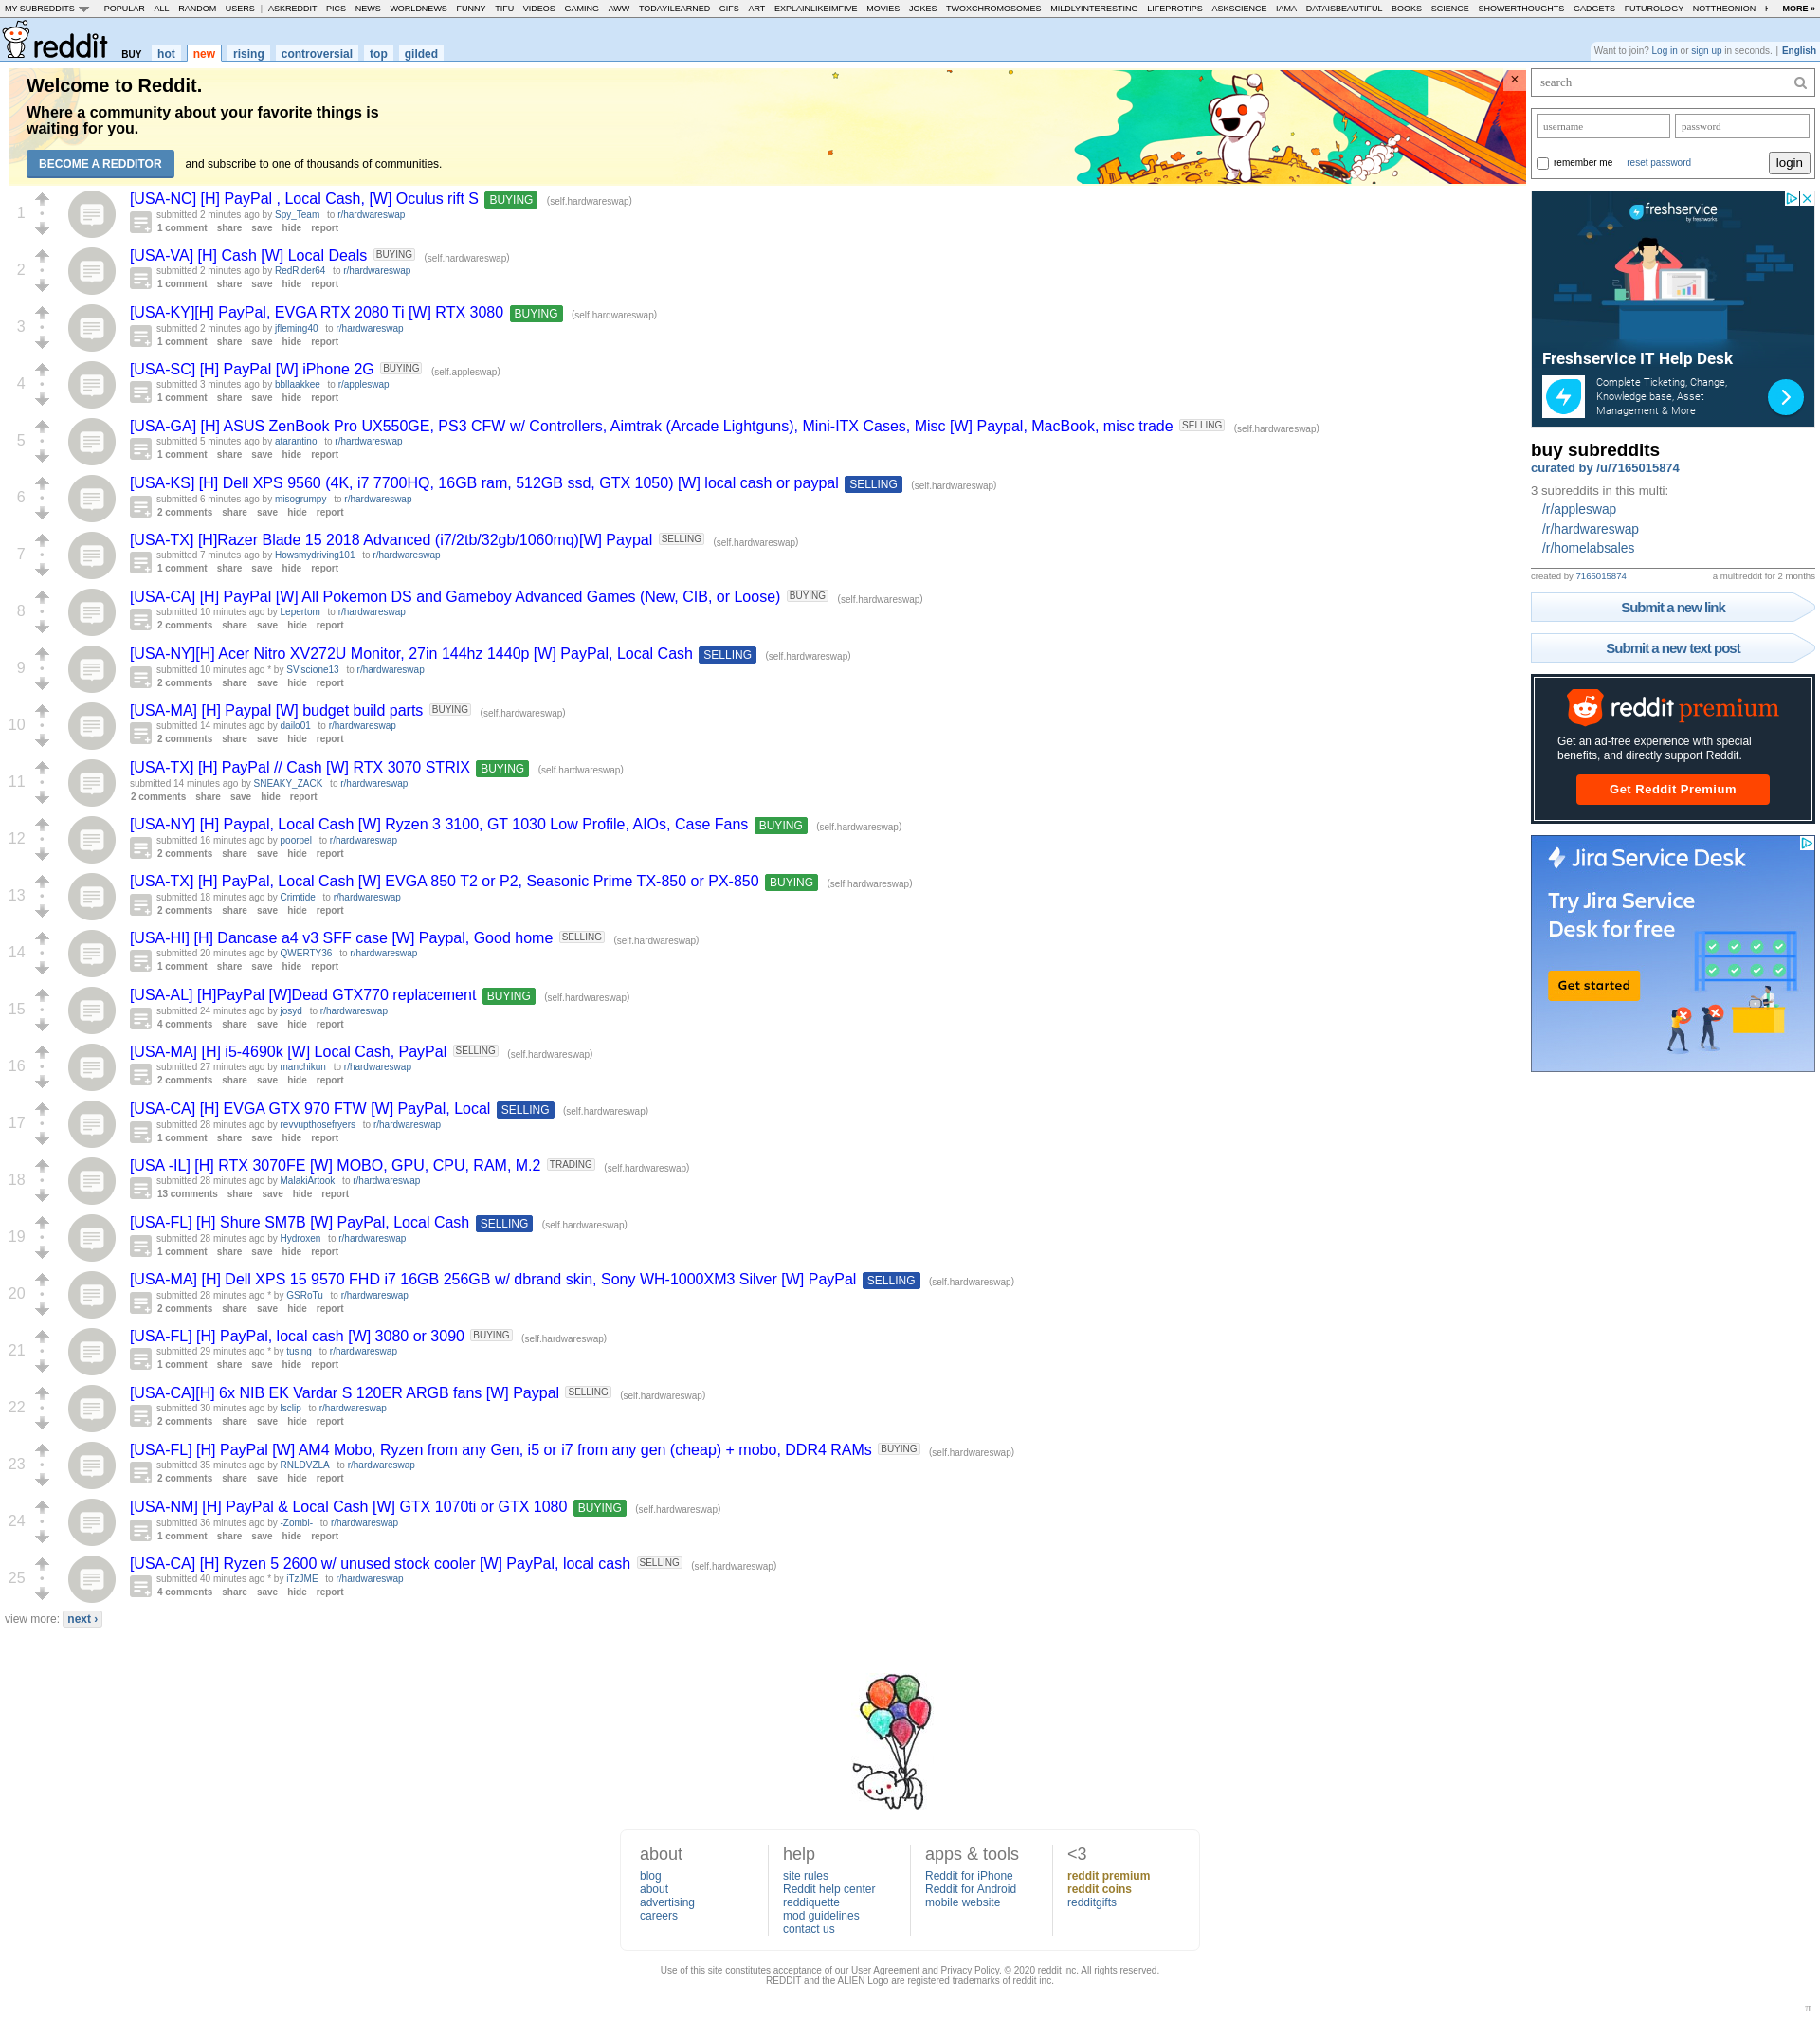 MY SUBREDDITS POPULAR - ALL - RANDOM - USERS | ASKREDDIT - PICS - NEWS - WORLDNEWS - FUNNY - TIFU - VIDEOS - GAMING - AWW - TODAYILEARNED - GIFS - ART - EXPLAINLIKEIMFIVE - MOVIES - JOKES - TWOXCHROMOSOMES - MILDLYINTERESTING - LIFEPROTIPS - ASKSCIENCE - IAMA - DATAISBEAUTIFUL - BOOKS - SCIENCE - SHOWERTHOUGHTS - GADGETS - FUTUROLOGY - NOTTHEONION - MORE »
reddit BUY hot new rising controversial top gilded
Want to join? Log in or sign up in seconds. | English
Welcome to Reddit.
Where a community about your favorite things is
waiting for you.
BECOME A REDDITOR and subscribe to one of thousands of communities.
×
1
[USA-NC] [H] PayPal , Local Cash, [W] Oculus rift S BUYING (self.hardwareswap)
submitted 2 minutes ago by Spy_Team to r/hardwareswap
1 comment share save hide report
2
[USA-VA] [H] Cash [W] Local Deals BUYING (self.hardwareswap)
submitted 2 minutes ago by RedRider64 to r/hardwareswap
1 comment share save hide report
3
[USA-KY][H] PayPal, EVGA RTX 2080 Ti [W] RTX 3080 BUYING (self.hardwareswap)
submitted 2 minutes ago by jfleming40 to r/hardwareswap
1 comment share save hide report
4
[USA-SC] [H] PayPal [W] iPhone 2G BUYING (self.appleswap)
submitted 3 minutes ago by bbllaakkee to r/appleswap
1 comment share save hide report
5
[USA-GA] [H] ASUS ZenBook Pro UX550GE, PS3 CFW w/ Controllers, Aimtrak (Arcade Lightguns), Mini-ITX Cases, Misc [W] Paypal, MacBook, misc trade SELLING (self.hardwareswap)
submitted 5 minutes ago by atarantino to r/hardwareswap
1 comment share save hide report
6
[USA-KS] [H] Dell XPS 9560 (4K, i7 7700HQ, 16GB ram, 512GB ssd, GTX 1050) [W] local cash or paypal SELLING (self.hardwareswap)
submitted 6 minutes ago by misogrumpy to r/hardwareswap
2 comments share save hide report
7
[USA-TX] [H]Razer Blade 15 2018 Advanced (i7/2tb/32gb/1060mq)[W] Paypal SELLING (self.hardwareswap)
submitted 7 minutes ago by Howsmydriving101 to r/hardwareswap
1 comment share save hide report
8
[USA-CA] [H] PayPal [W] All Pokemon DS and Gameboy Advanced Games (New, CIB, or Loose) BUYING (self.hardwareswap)
submitted 10 minutes ago by Lepertom to r/hardwareswap
2 comments share save hide report
9
[USA-NY][H] Acer Nitro XV272U Monitor, 27in 144hz 1440p [W] PayPal, Local Cash SELLING (self.hardwareswap)
submitted 10 minutes ago * by SViscione13 to r/hardwareswap
2 comments share save hide report
10
[USA-MA] [H] Paypal [W] budget build parts BUYING (self.hardwareswap)
submitted 14 minutes ago by dailo01 to r/hardwareswap
2 comments share save hide report
11
[USA-TX] [H] PayPal // Cash [W] RTX 3070 STRIX BUYING (self.hardwareswap)
submitted 14 minutes ago by SNEAKY_ZACK to r/hardwareswap
2 comments share save hide report
12
[USA-NY] [H] Paypal, Local Cash [W] Ryzen 3 3100, GT 1030 Low Profile, AIOs, Case Fans BUYING (self.hardwareswap)
submitted 16 minutes ago by poorpel to r/hardwareswap
2 comments share save hide report
13
[USA-TX] [H] PayPal, Local Cash [W] EVGA 850 T2 or P2, Seasonic Prime TX-850 or PX-850 BUYING (self.hardwareswap)
submitted 18 minutes ago by Crimtide to r/hardwareswap
2 comments share save hide report
14
[USA-HI] [H] Dancase a4 v3 SFF case [W] Paypal, Good home SELLING (self.hardwareswap)
submitted 20 minutes ago by QWERTY36 to r/hardwareswap
1 comment share save hide report
15
[USA-AL] [H]PayPal [W]Dead GTX770 replacement BUYING (self.hardwareswap)
submitted 24 minutes ago by josyd to r/hardwareswap
4 comments share save hide report
16
[USA-MA] [H] i5-4690k [W] Local Cash, PayPal SELLING (self.hardwareswap)
submitted 27 minutes ago by manchikun to r/hardwareswap
2 comments share save hide report
17
[USA-CA] [H] EVGA GTX 970 FTW [W] PayPal, Local SELLING (self.hardwareswap)
submitted 28 minutes ago by revvupthosefryers to r/hardwareswap
1 comment share save hide report
18
[USA -IL] [H] RTX 3070FE [W] MOBO, GPU, CPU, RAM, M.2 TRADING (self.hardwareswap)
submitted 28 minutes ago by MalakiArtook to r/hardwareswap
13 comments share save hide report
19
[USA-FL] [H] Shure SM7B [W] PayPal, Local Cash SELLING (self.hardwareswap)
submitted 28 minutes ago by Hydroxen to r/hardwareswap
1 comment share save hide report
20
[USA-MA] [H] Dell XPS 15 9570 FHD i7 16GB 256GB w/ dbrand skin, Sony WH-1000XM3 Silver [W] PayPal SELLING (self.hardwareswap)
submitted 28 minutes ago * by GSRoTu to r/hardwareswap
2 comments share save hide report
21
[USA-FL] [H] PayPal, local cash [W] 3080 or 3090 BUYING (self.hardwareswap)
submitted 29 minutes ago * by tusing to r/hardwareswap
1 comment share save hide report
22
[USA-CA][H] 6x NIB EK Vardar S 120ER ARGB fans [W] Paypal SELLING (self.hardwareswap)
submitted 30 minutes ago by lsclip to r/hardwareswap
2 comments share save hide report
23
[USA-FL] [H] PayPal [W] AM4 Mobo, Ryzen from any Gen, i5 or i7 from any gen (cheap) + mobo, DDR4 RAMs BUYING (self.hardwareswap)
submitted 35 minutes ago by RNLDVZLA to r/hardwareswap
2 comments share save hide report
24
[USA-NM] [H] PayPal & Local Cash [W] GTX 1070ti or GTX 1080 BUYING (self.hardwareswap)
submitted 36 minutes ago by -Zombi- to r/hardwareswap
1 comment share save hide report
25
[USA-CA] [H] Ryzen 5 2600 w/ unused stock cooler [W] PayPal, local cash SELLING (self.hardwareswap)
submitted 40 minutes ago * by iTzJME to r/hardwareswap
4 comments share save hide report
view more: next ›
search
username password
remember me reset password login
freshservice
by freshworks
Freshservice IT Help Desk
Complete Ticketing, Change,
Knowledge base, Asset
Management & More
buy subreddits
curated by /u/7165015874
3 subreddits in this multi:
/r/appleswap
/r/hardwareswap
/r/homelabsales
created by 7165015874 a multireddit for 2 months
Submit a new link
Submit a new text post
reddit premium
Get an ad-free experience with special
benefits, and directly support Reddit.
Get Reddit Premium
Jira Service Desk
Try Jira Service
Desk for free
Get started
about help apps & tools <3
blog site rules Reddit for iPhone reddit premium
about Reddit help center Reddit for Android reddit coins
advertising reddiquette mobile website redditgifts
careers mod guidelines
contact us
Use of this site constitutes acceptance of our User Agreement and Privacy Policy. © 2020 reddit inc. All rights reserved.
REDDIT and the ALIEN Logo are registered trademarks of reddit inc.
π